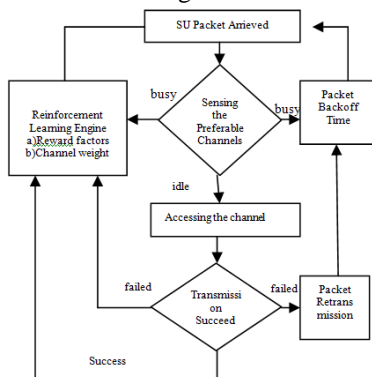 SU Packet Arrieved
busy
Sensing
the
Preferable
Channels
busy
Reinforcement
Learning Engine
a)Reward factors
b)Channel weight
Packet
Backoff
Time
idle
Accessing the channel
failed
Transmissi
on
Succeed
failed
Packet
Retrans
mission
Success